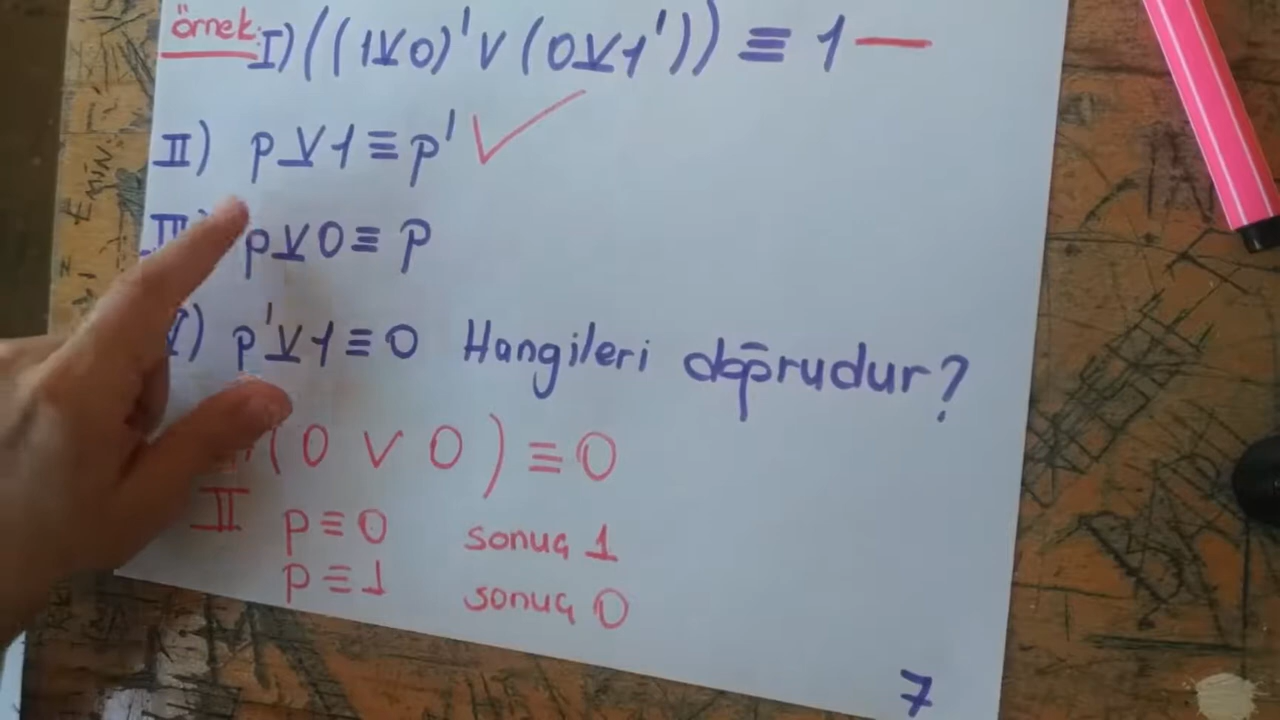 örnek: I) ((1⊻0)' ∨ (0⊻1')) ≡ 1 —
II) p⊻1≡p' ✓
III) p⊻0≡ p
p'⊻1≡0 Hangileri doğrudur?
(0 ∨ 0) ≡0
II p≡0 sonuç 1
p≡1 sonuç 0
7